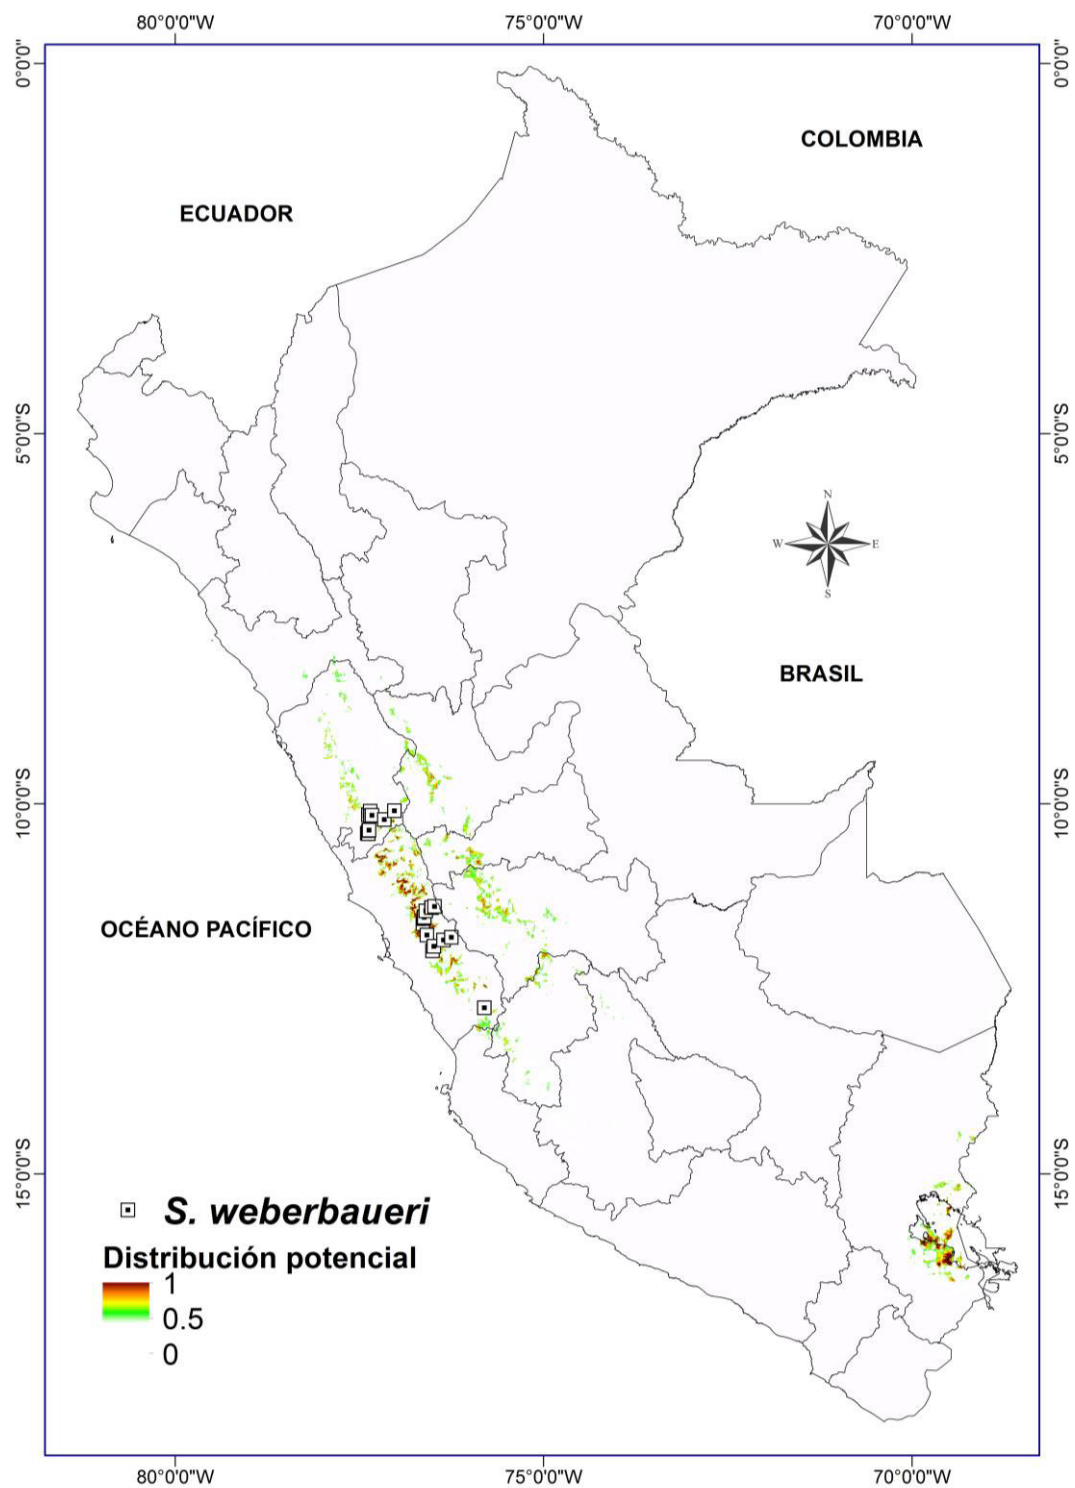 80°0'0"W 75°0'0"W 70°0'0"W
0°0'0" 0°0'0"
COLOMBIA
ECUADOR
5°0'0"S 5°0'0"S
N
W E
S
BRASIL
10°0'0"S 10°0'0"S
OCÉANO PACÍFICO
15°0'0"S 15°0'0"S
S. weberbaueri
Distribución potencial
1
0.5
0
80°0'0"W 75°0'0"W 70°0'0"W